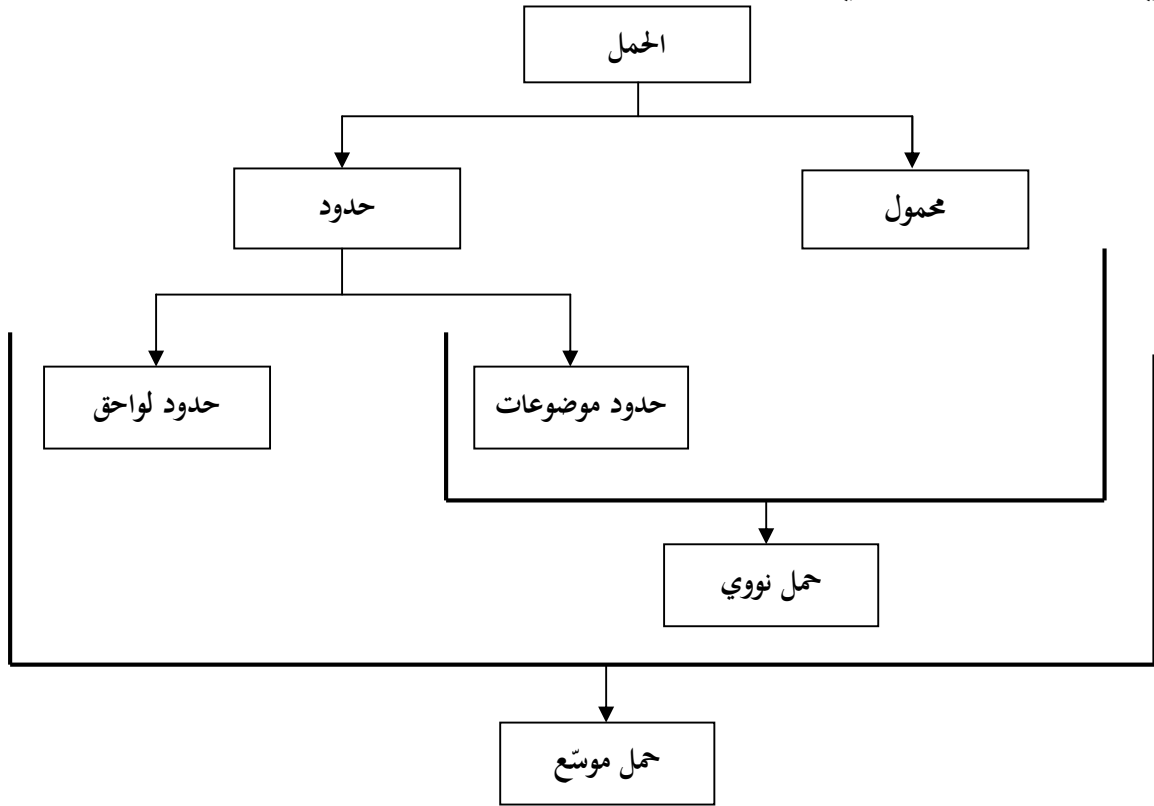 الحمل
محمول
حدود
حدود موضوعات
حدود لواحق
حمل نووي
حمل موسّع